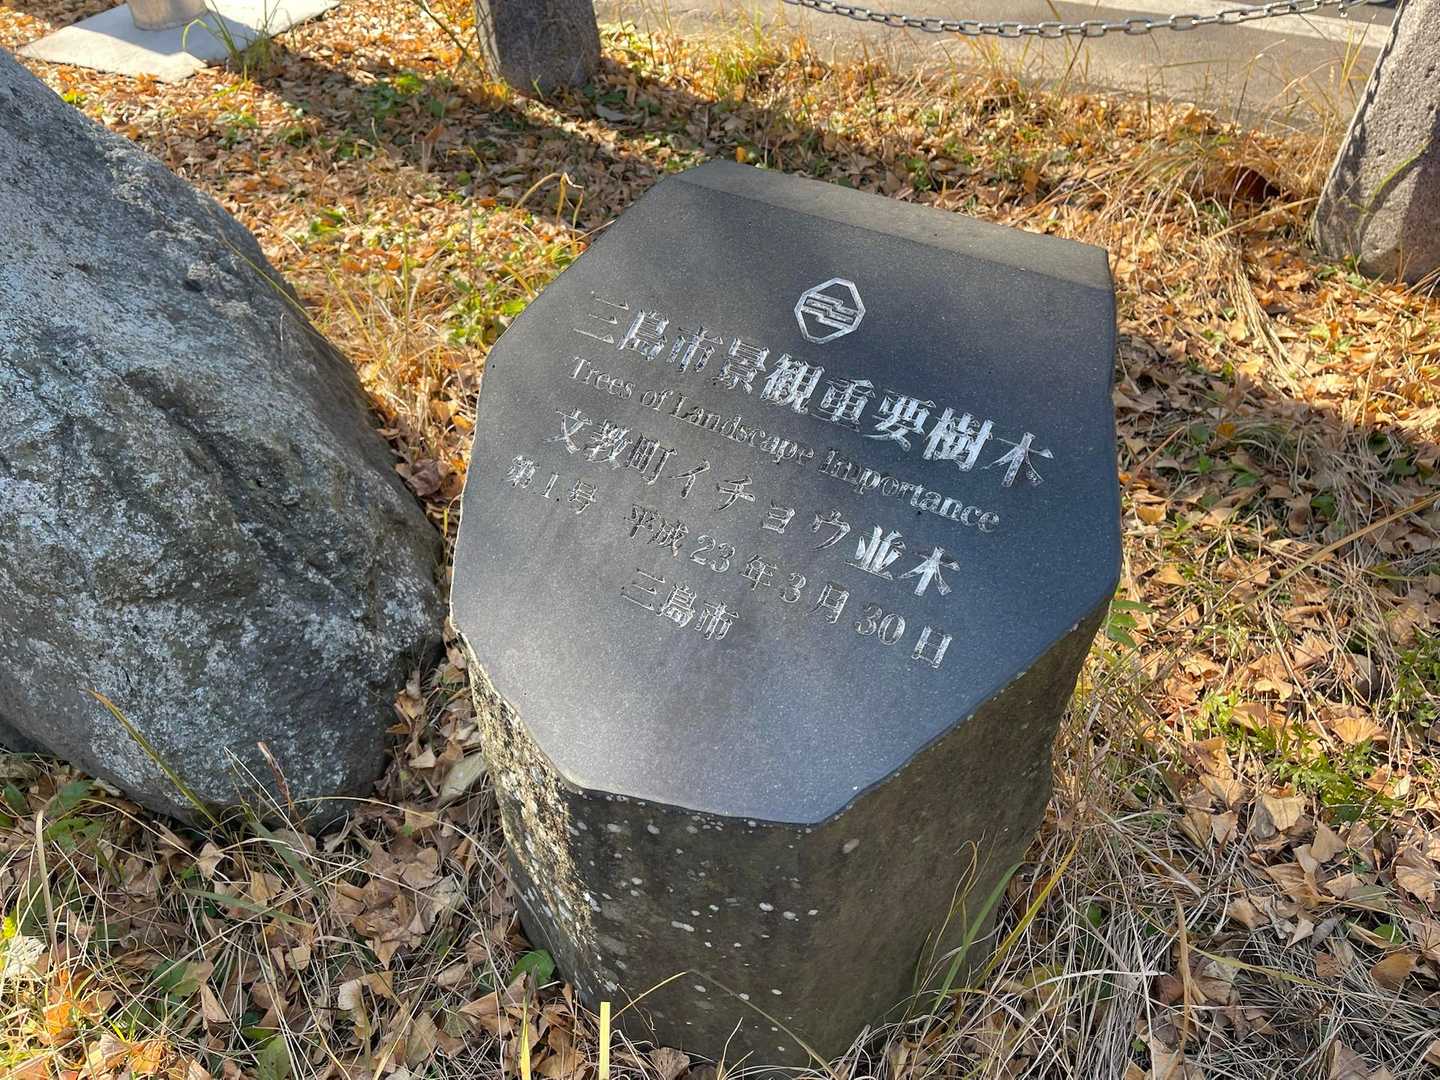 三島市景観重要樹木
Trees of Landscape Importance
文教町イチョウ並木
第1.号 平成23年3月30日
三島市